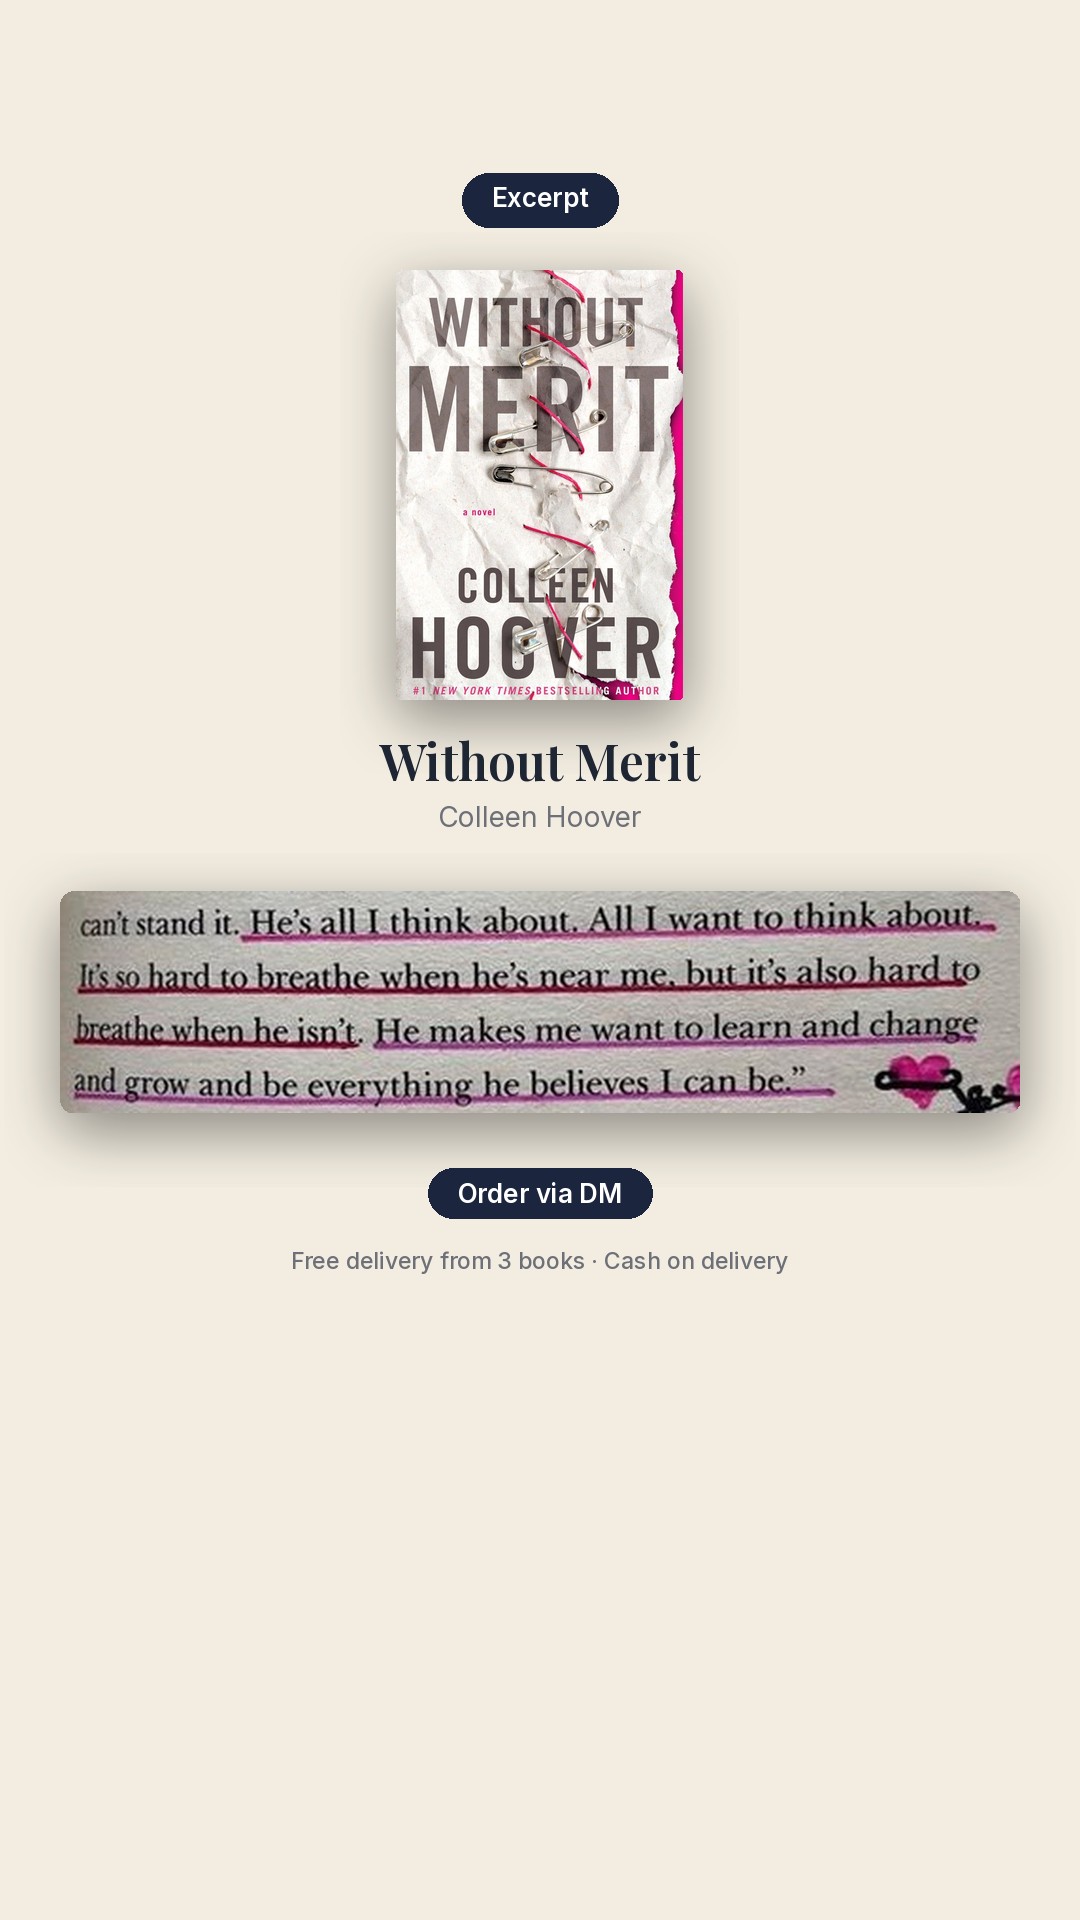 Excerpt
WITHOUT
MERIT
a novel
COLLEEN
HOOVER
#1 NEW YORK TIMES BESTSELLING AUTHOR
Without Merit
Colleen Hoover
can't stand it. He's all I think about. All I want to think about.
It's so hard to breathe when he's near me, but it's also hard to
breathe when he isn't. He makes me want to learn and change
and grow and be everything he believes I can be.”
Order via DM
Free delivery from 3 books · Cash on delivery